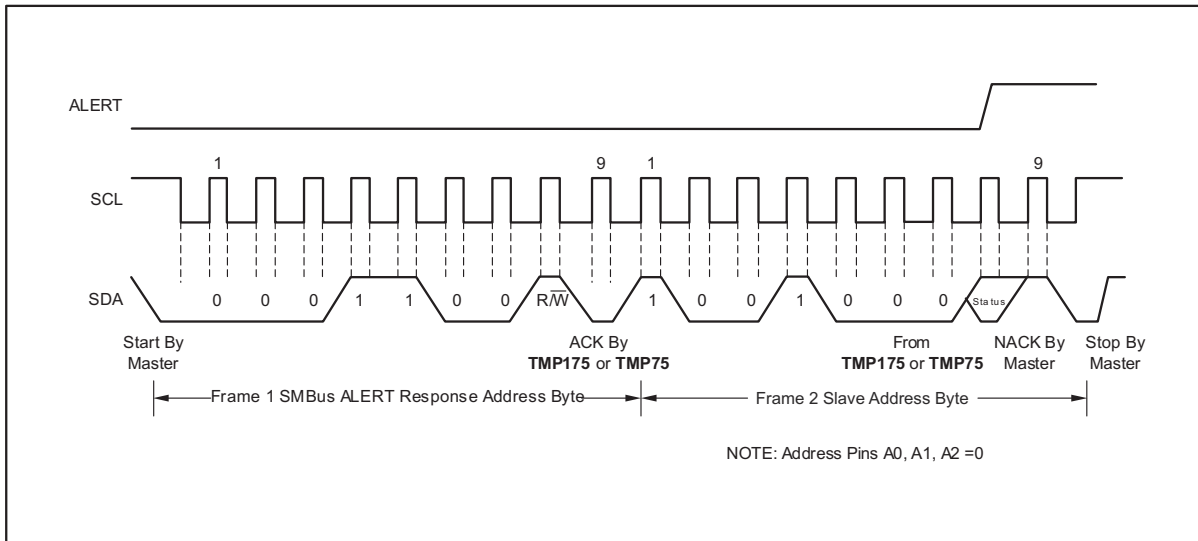 ALERT
1 9 1 9
SCL
SDA 0 0 0 1 1 0 0 R/W̅ 1 0 0 1 0 0 0 Status
Start By
Master
ACK By
TMP175 or TMP75
From
TMP175 or TMP75
NACK By
Master
Stop By
Master
Frame 1 SMBus ALERT Response Address Byte
Frame 2 Slave Address Byte
NOTE: Address Pins A0, A1, A2 =0